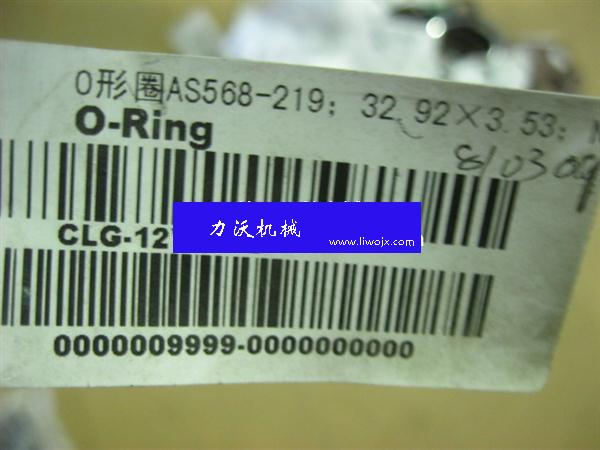 O形圈AS568-219; 32.92×3.53; N
O-Ring
810309
CLG-12
力沃机械
www.liwojx.com
0000009999-0000000000